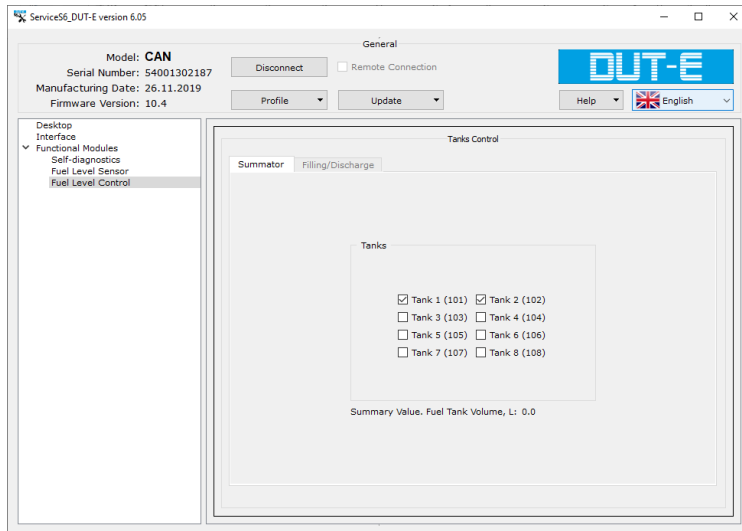 ServiceS6_DUT-E version 6.05
General
Model: CAN
Serial Number: 54001302187
Manufacturing Date: 26.11.2019
Firmware Version: 10.4
Disconnect
Remote Connection
Profile
Update
DUT-E
Help
English
Desktop
Interface
Functional Modules
Self-diagnostics
Fuel Level Sensor
Fuel Level Control
Tanks Control
Summator Filling/Discharge
Tanks
Tank 1 (101) Tank 2 (102)
Tank 3 (103) Tank 4 (104)
Tank 5 (105) Tank 6 (106)
Tank 7 (107) Tank 8 (108)
Summary Value. Fuel Tank Volume, L: 0.0